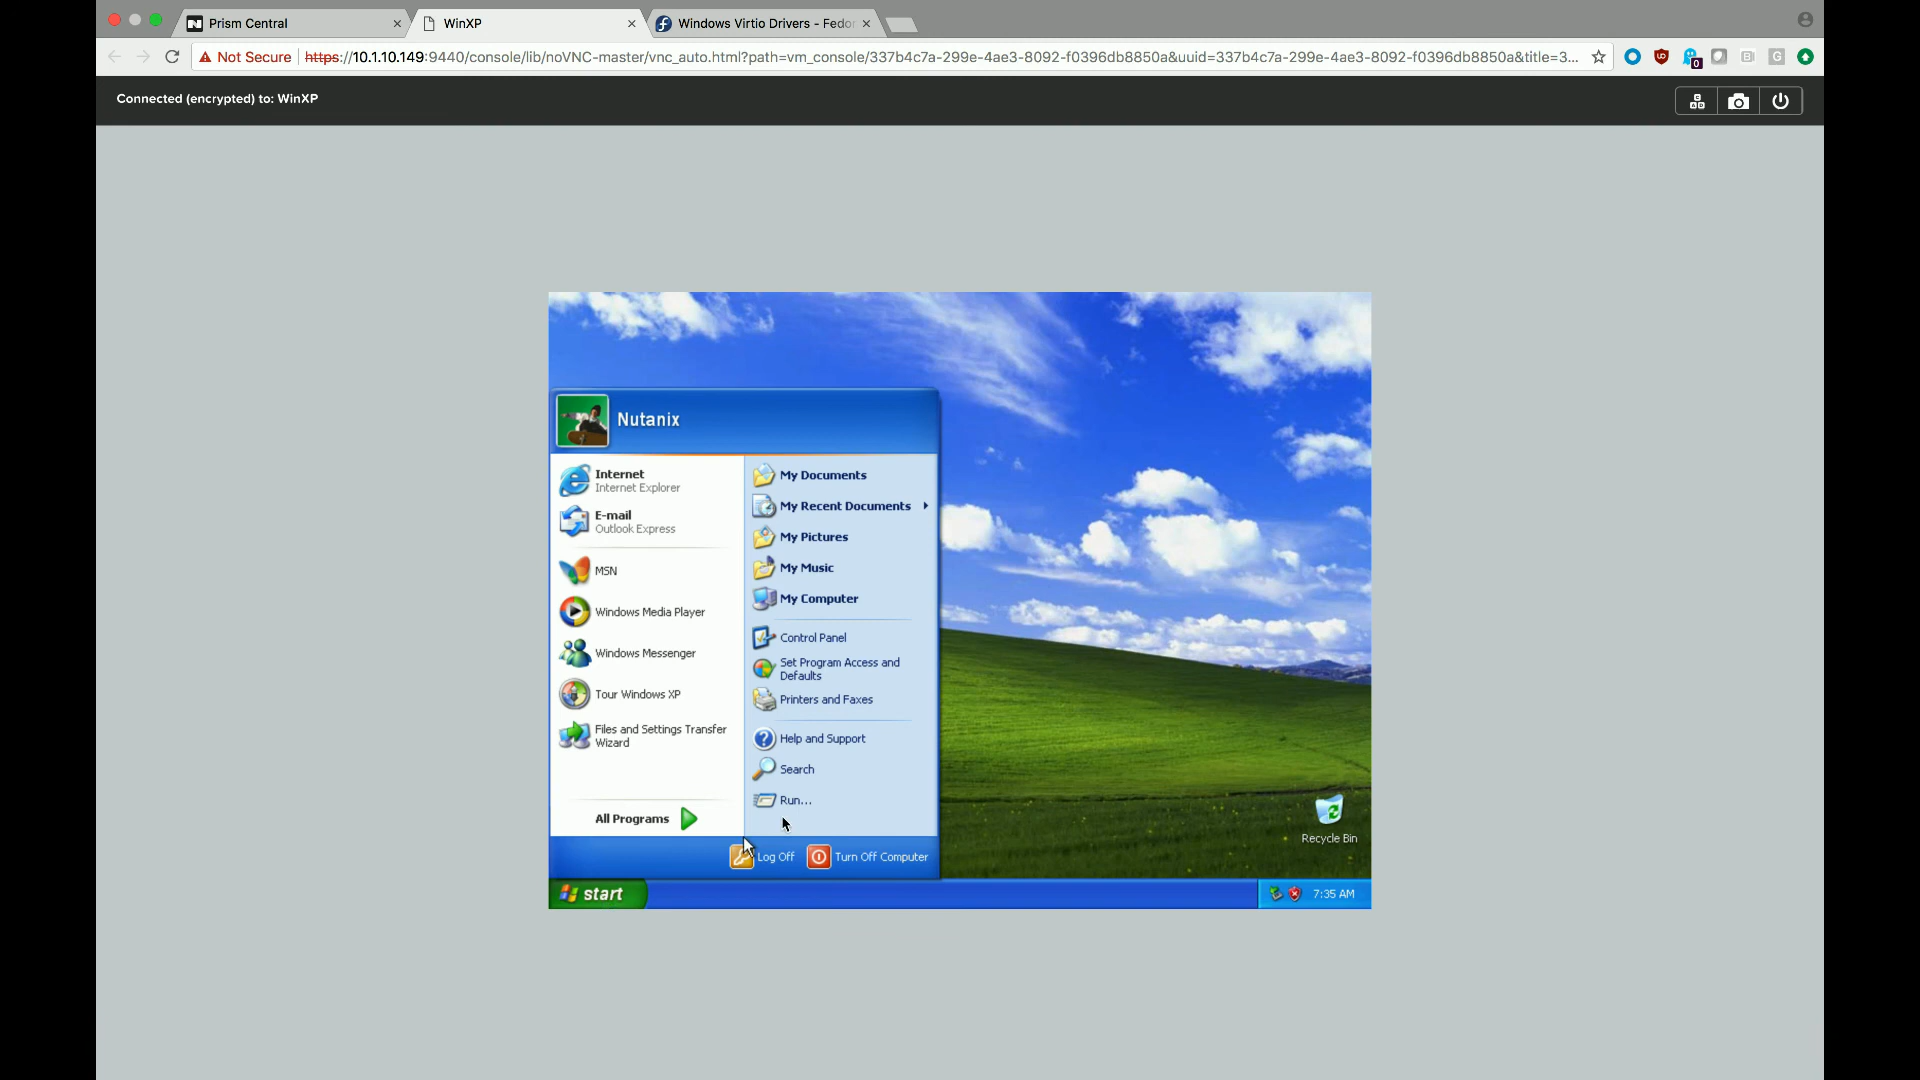 Prism Central
WinXP
Windows Virtio Drivers - Fedor
Not Secure
https://10.1.10.149:9440/console/lib/noVNC-master/vnc_auto.html?path=vm_console/337b4c7a-299e-4ae3-8092-f0396db8850a&uuid=337b4c7a-299e-4ae3-8092-f0396db8850a&title=3...
0
G
Connected (encrypted) to: WinXP
Nutanix
Internet
Internet Explorer
E-mail
Outlook Express
MSN
Windows Media Player
Windows Messenger
Tour Windows XP
Files and Settings Transfer
Wizard
All Programs
My Documents
My Recent Documents
My Pictures
My Music
My Computer
Control Panel
Set Program Access and
Defaults
Printers and Faxes
Help and Support
Search
Run...
Log Off
Turn Off Computer
Recycle Bin
start
7:35 AM